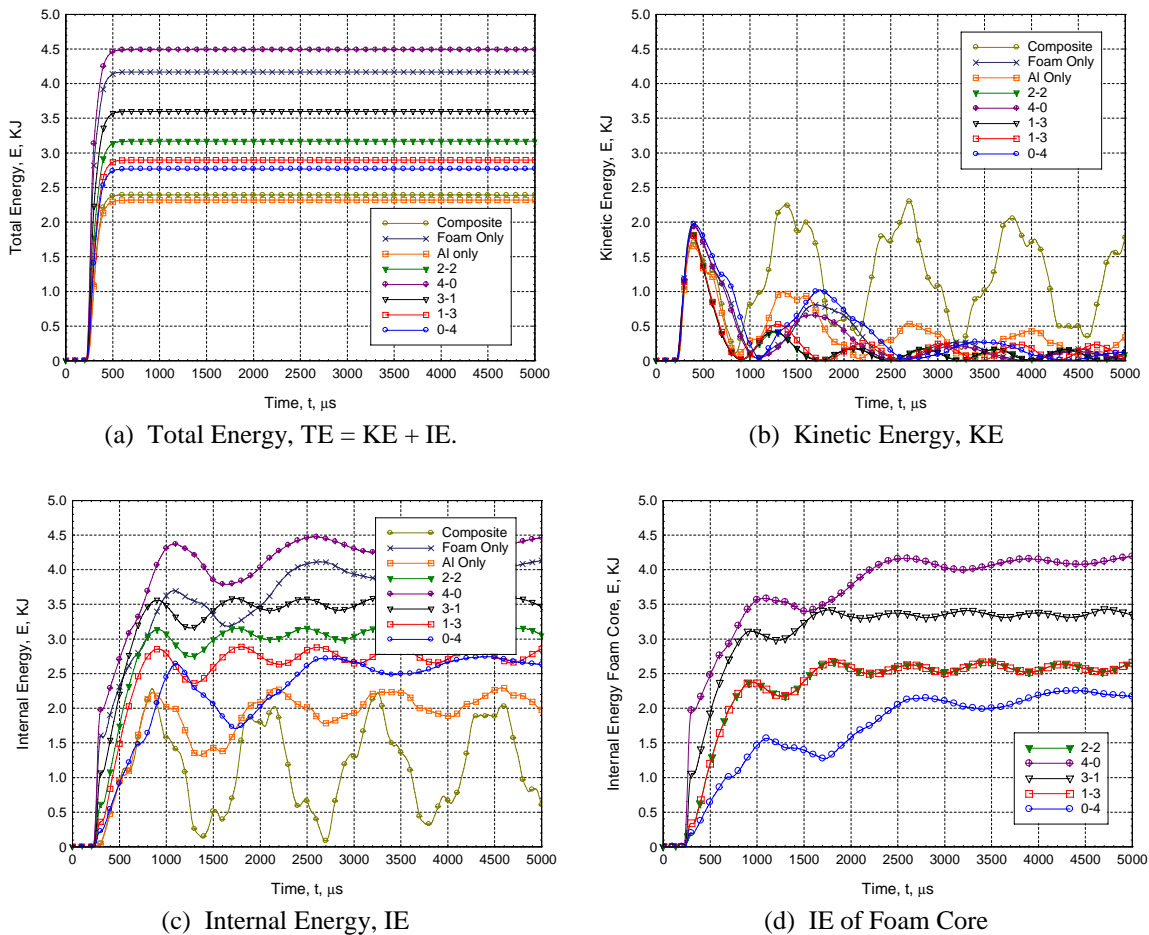 5.0
4.5
4.0
3.5
3.0
2.5
2.0
1.5
1.0
0.5
0
Total Energy, E, KJ
Composite
Foam Only
Al only
2-2
4-0
3-1
1-3
0-4
0 500 1000 1500 2000 2500 3000 3500 4000 4500 5000
Time, t, μs
(a) Total Energy, TE = KE + IE.
5.0
4.5
4.0
3.5
3.0
2.5
2.0
1.5
1.0
0.5
0
Kinetic Energy, E, KJ
Composite
Foam Only
Al Only
2-2
4-0
1-3
1-3
0-4
0 500 1000 1500 2000 2500 3000 3500 4000 4500 5000
Time, t, μs
(b) Kinetic Energy, KE
5.0
4.5
4.0
3.5
3.0
2.5
2.0
1.5
1.0
0.5
0
Internal Energy, E, KJ
Composite
Foam Only
Al Only
2-2
4-0
3-1
1-3
0-4
0 500 1000 1500 2000 2500 3000 3500 4000 4500 5000
Time, t, μs
(c) Internal Energy, IE
5.0
4.5
4.0
3.5
3.0
2.5
2.0
1.5
1.0
0.5
0
Internal Energy Foam Core, E, KJ
2-2
4-0
3-1
1-3
0-4
0 500 1000 1500 2000 2500 3000 3500 4000 4500 5000
Time, t, μs
(d) IE of Foam Core